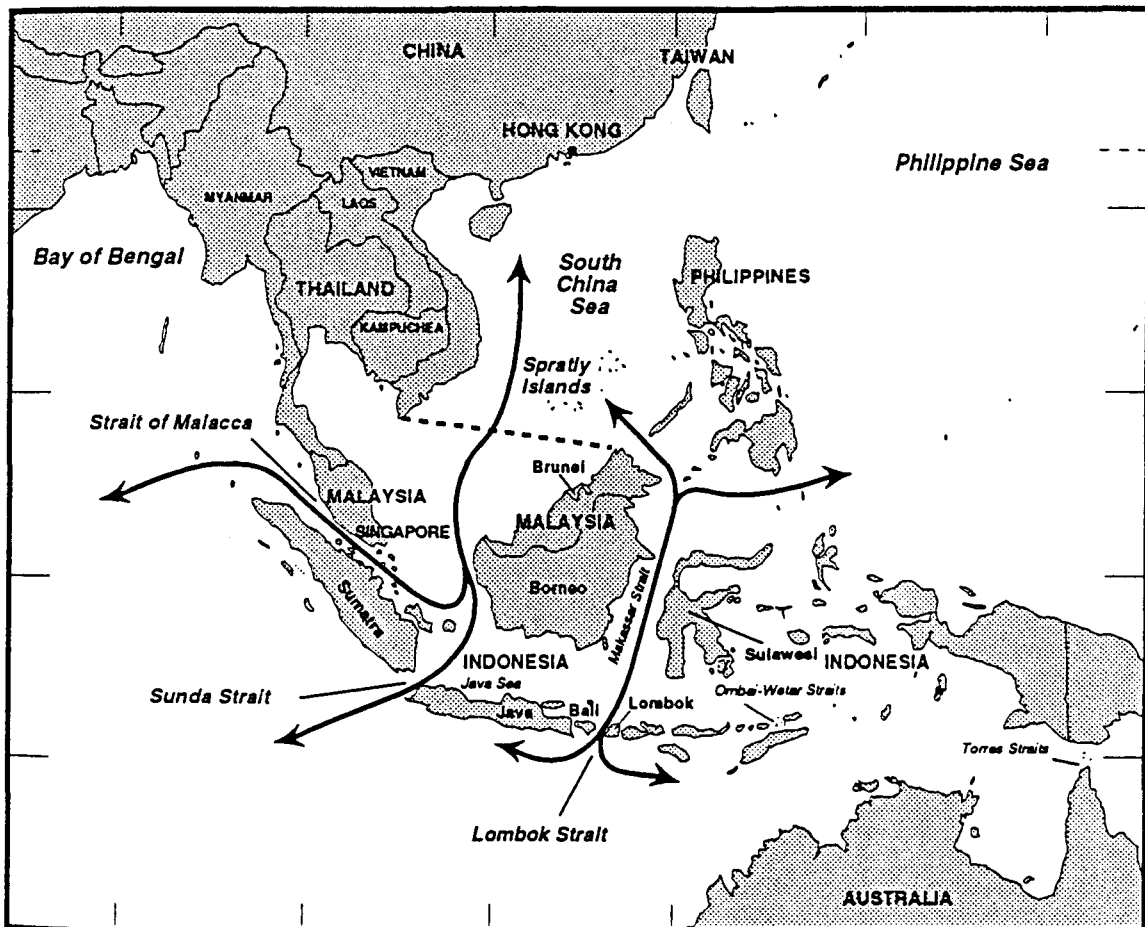 CHINA
TAIWAN
HONG KONG
Philippine Sea
VIETNAM
MYANMAR
LAOS
Bay of Bengal
South
China
Sea
PHILIPPINES
THAILAND
KAMPUCHEA
Spratly
Islands
Strait of Malacca
Brunei
MALAYSIA
MALAYSIA
SINGAPORE
Borneo
Sumatra
Makassar Strait
Sulawesi
INDONESIA
INDONESIA
Java Sea
Sunda Strait
Ombai-Wetar Straits
Java
Bali
Lombok
Torres Straits
Lombok Strait
AUSTRALIA